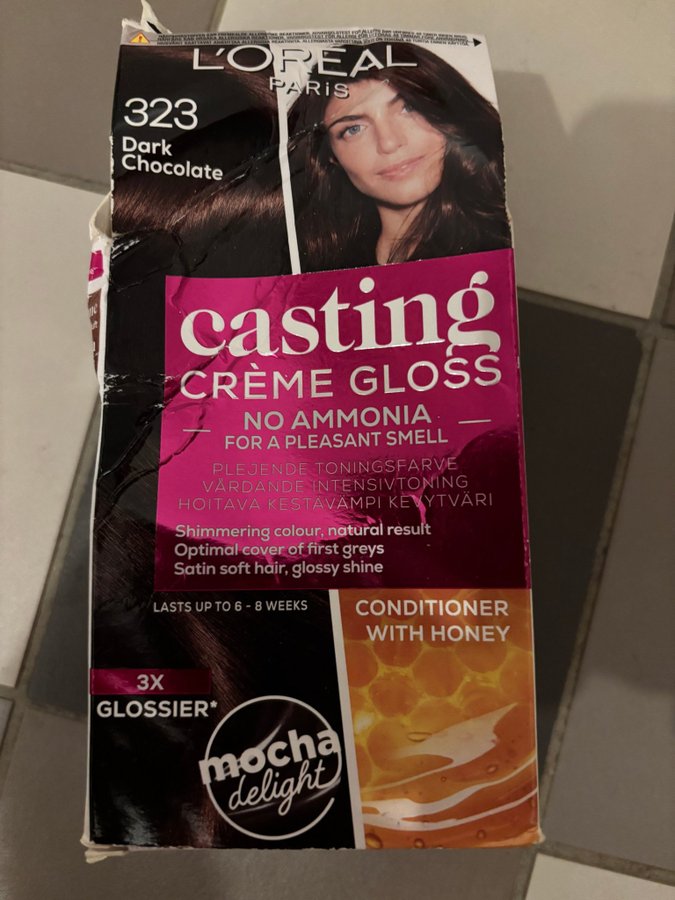 L'ORÉAL
PARIS
323
Dark
Chocolate
casting
CRÈME GLOSS
NO AMMONIA
FOR A PLEASANT SMELL
PLEJENDE TONINGSFARVE
VÅRDANDE INTENSIVTONING
HOITAVA KESTÄVÄMPI KEVYTVÄRI
Shimmering colour, natural result
Optimal cover of first greys
Satin soft hair, glossy shine
LASTS UP TO 6 - 8 WEEKS
CONDITIONER
WITH HONEY
3X
GLOSSIER*
mocha
delight